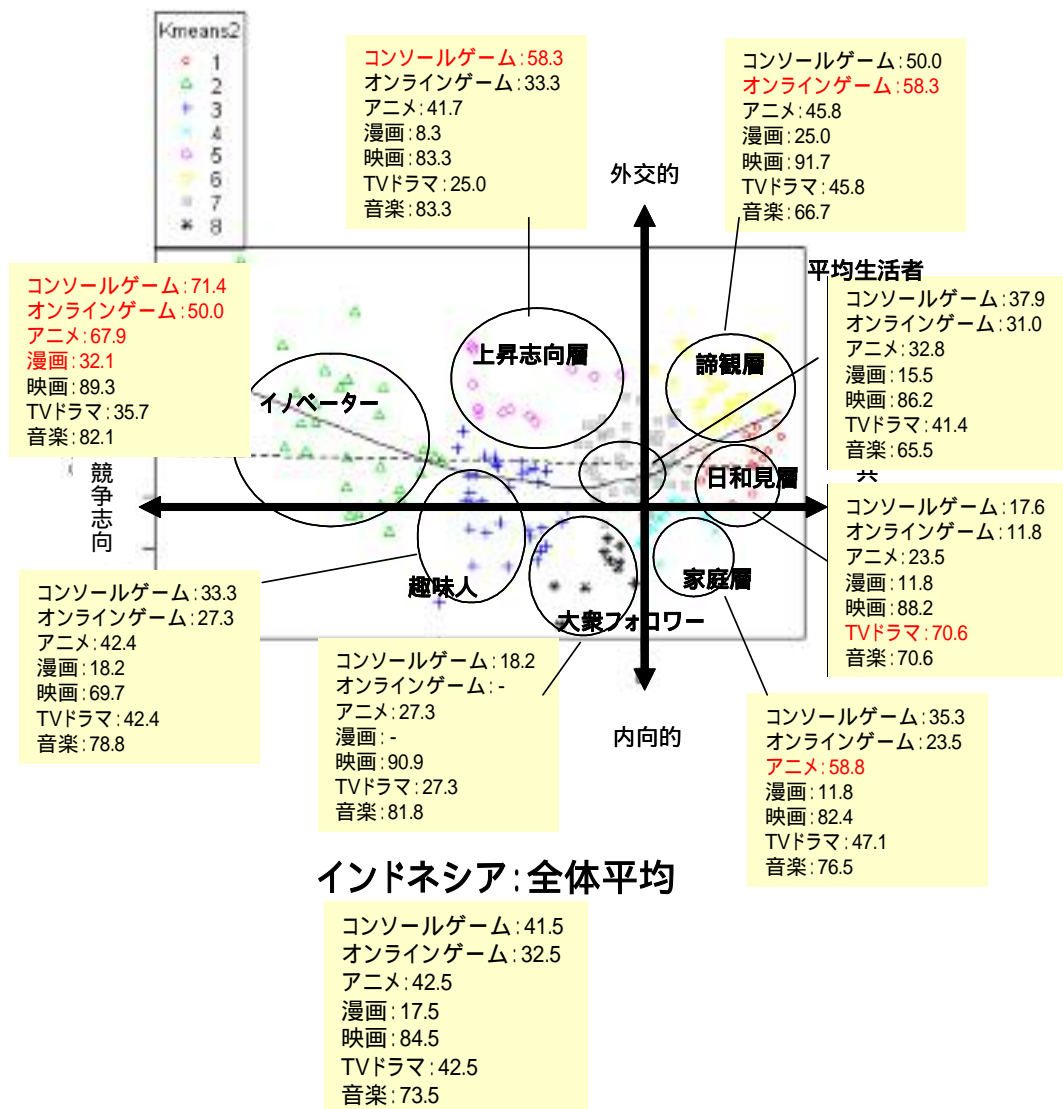 Kmeans2
1
2
3
4
5
6
7
8
コンソールゲーム:58.3
オンラインゲーム:33.3
アニメ:41.7
漫画:8.3
映画:83.3
TVドラマ:25.0
音楽:83.3
コンソールゲーム:50.0
オンラインゲーム:58.3
アニメ:45.8
漫画:25.0
映画:91.7
TVドラマ:45.8
音楽:66.7
外交的
コンソールゲーム:71.4
オンラインゲーム:50.0
アニメ:67.9
漫画:32.1
映画:89.3
TVドラマ:35.7
音楽:82.1
平均生活者
コンソールゲーム:37.9
オンラインゲーム:31.0
アニメ:32.8
漫画:15.5
映画:86.2
TVドラマ:41.4
音楽:65.5
上昇志向層
諦観層
イノベーター
日和見層
競争志向
共
趣味人
大衆フォロワー
家庭層
コンソールゲーム:17.6
オンラインゲーム:11.8
アニメ:23.5
漫画:11.8
映画:88.2
TVドラマ:70.6
音楽:70.6
コンソールゲーム:33.3
オンラインゲーム:27.3
アニメ:42.4
漫画:18.2
映画:69.7
TVドラマ:42.4
音楽:78.8
コンソールゲーム:18.2
オンラインゲーム:-
アニメ:27.3
漫画:-
映画:90.9
TVドラマ:27.3
音楽:81.8
内向的
コンソールゲーム:35.3
オンラインゲーム:23.5
アニメ:58.8
漫画:11.8
映画:82.4
TVドラマ:47.1
音楽:76.5
インドネシア:全体平均
コンソールゲーム:41.5
オンラインゲーム:32.5
アニメ:42.5
漫画:17.5
映画:84.5
TVドラマ:42.5
音楽:73.5